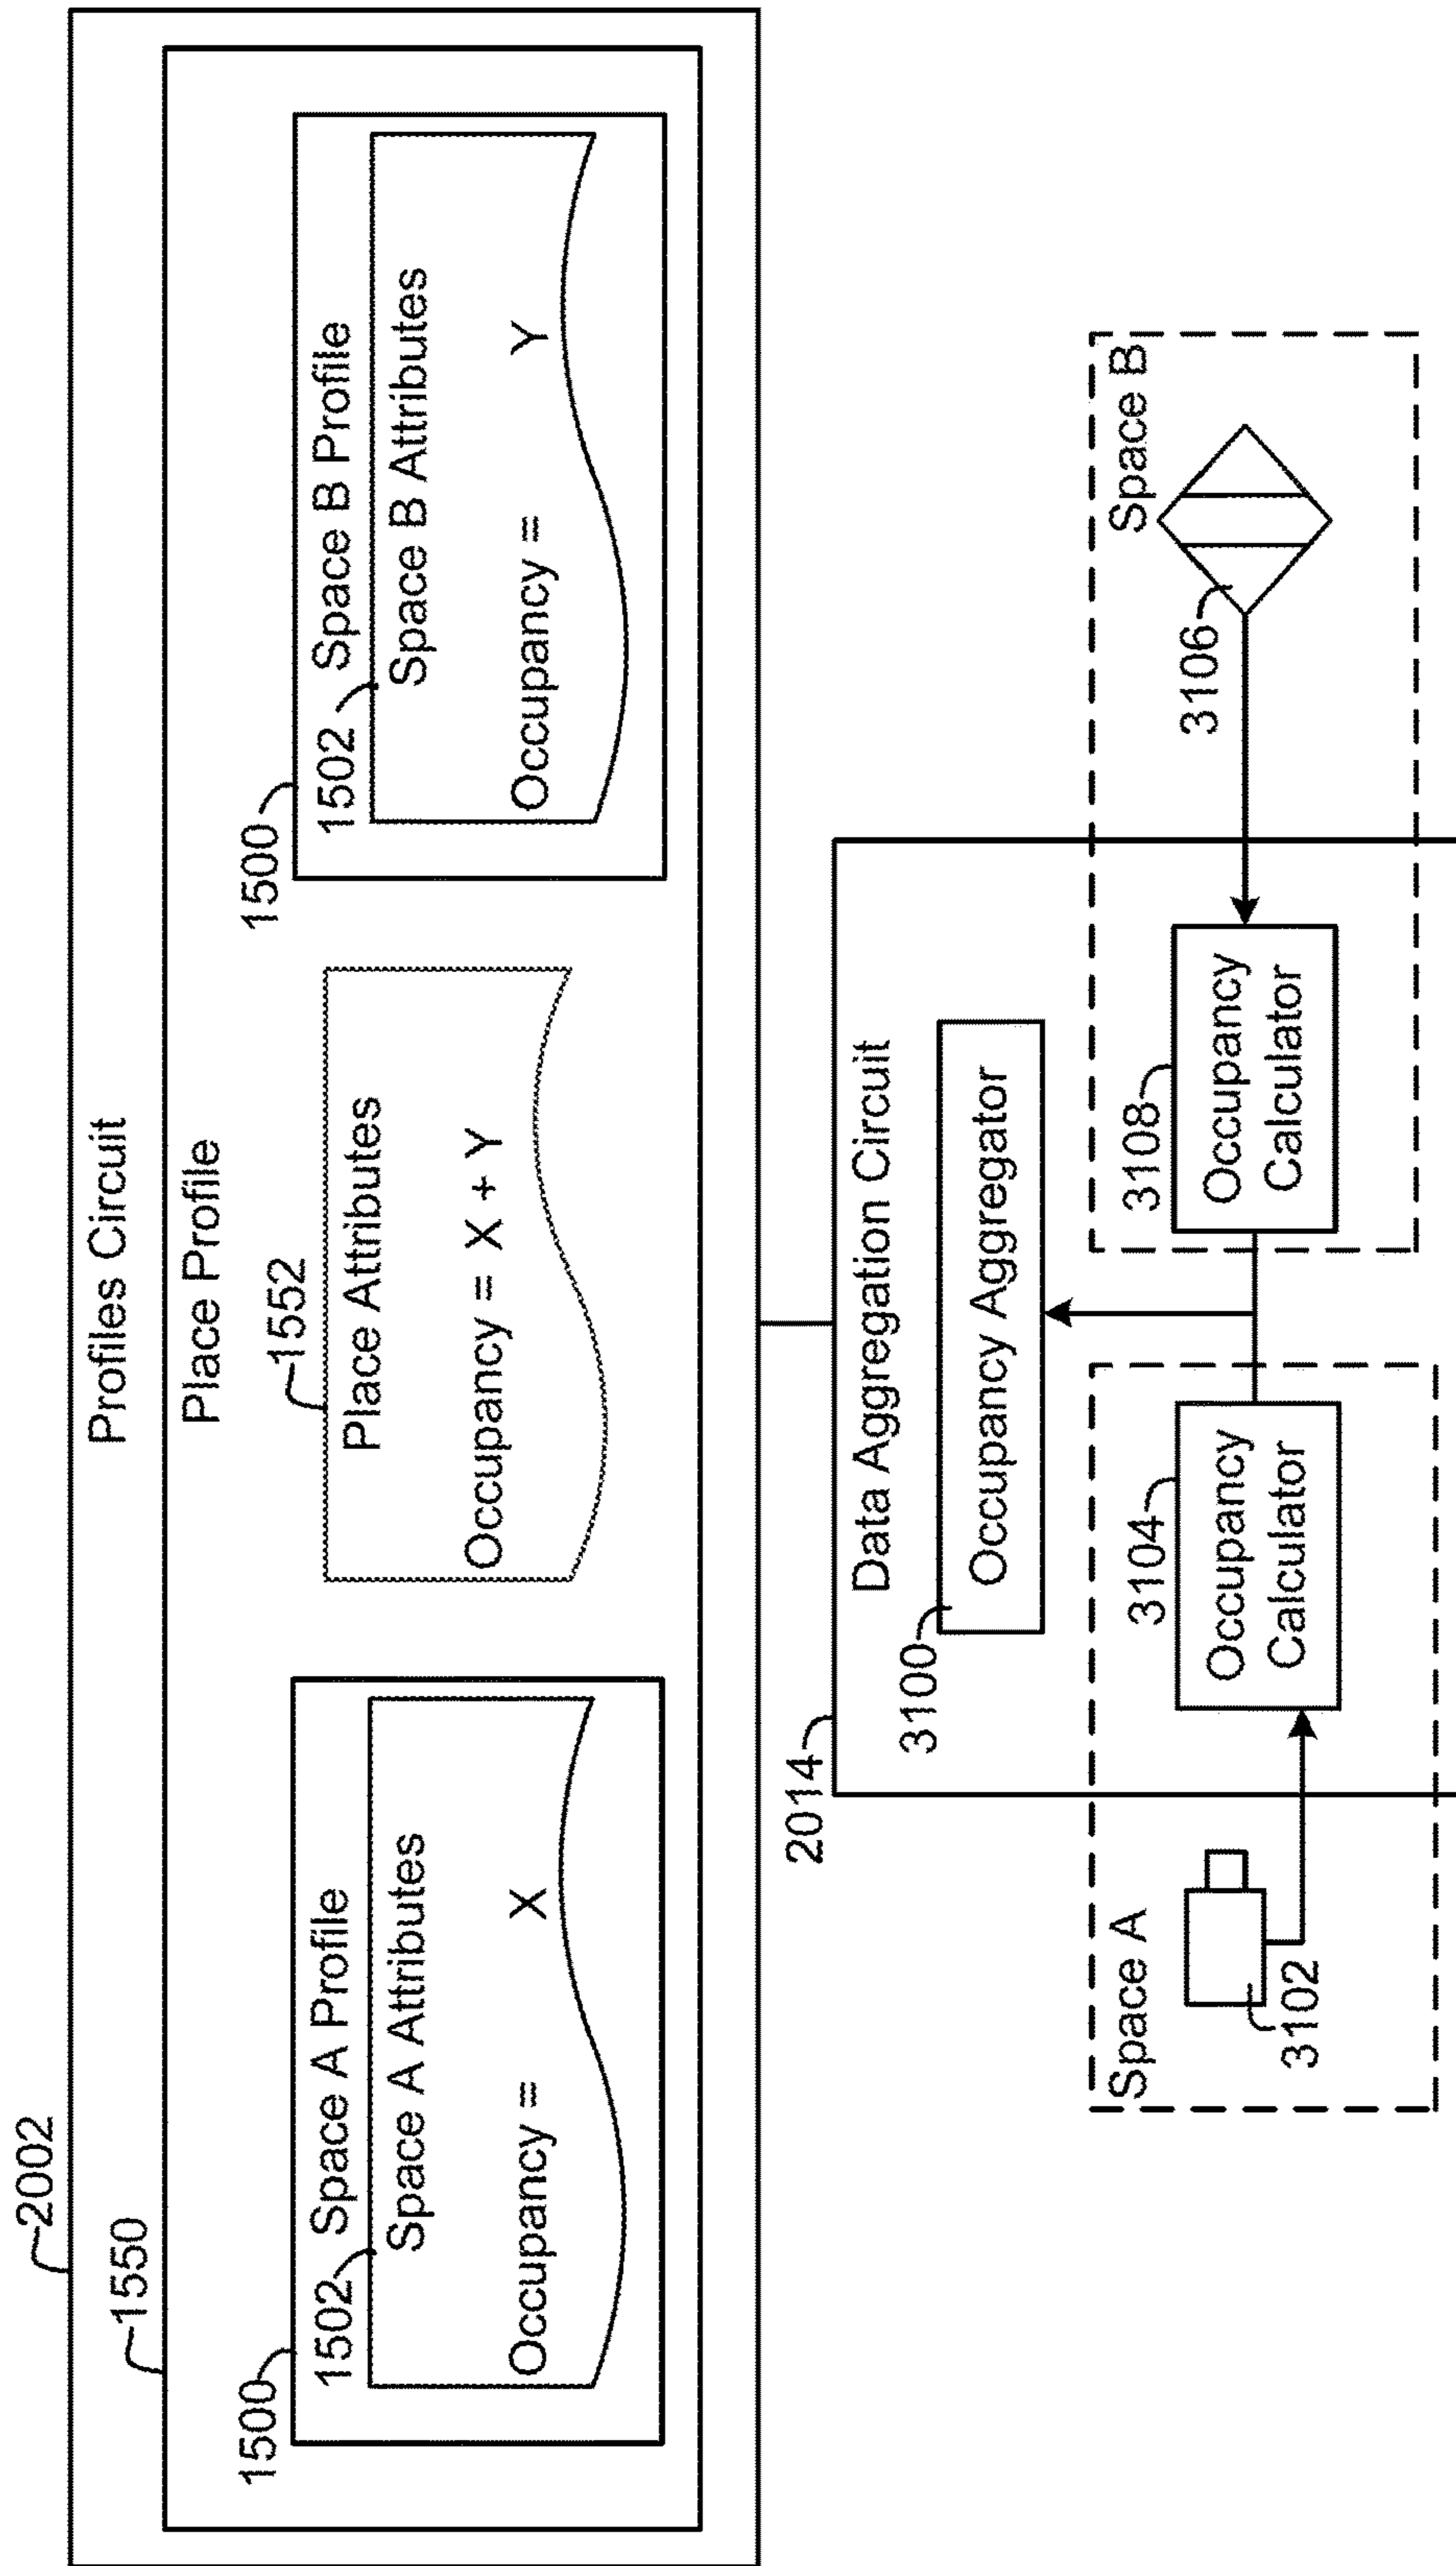 2002
Profiles Circuit
1550
Place Profile
1500
1502
Space A Profile
Space A Attributes
Occupancy = X
1552
Place Attributes
Occupancy = X + Y
1500
1502
Space B Profile
Space B Attributes
Occupancy = Y
2014
Data Aggregation Circuit
3100
Occupancy Aggregator
Space A
3102
3104
Occupancy
Calculator
3108
Occupancy
Calculator
Space B
3106